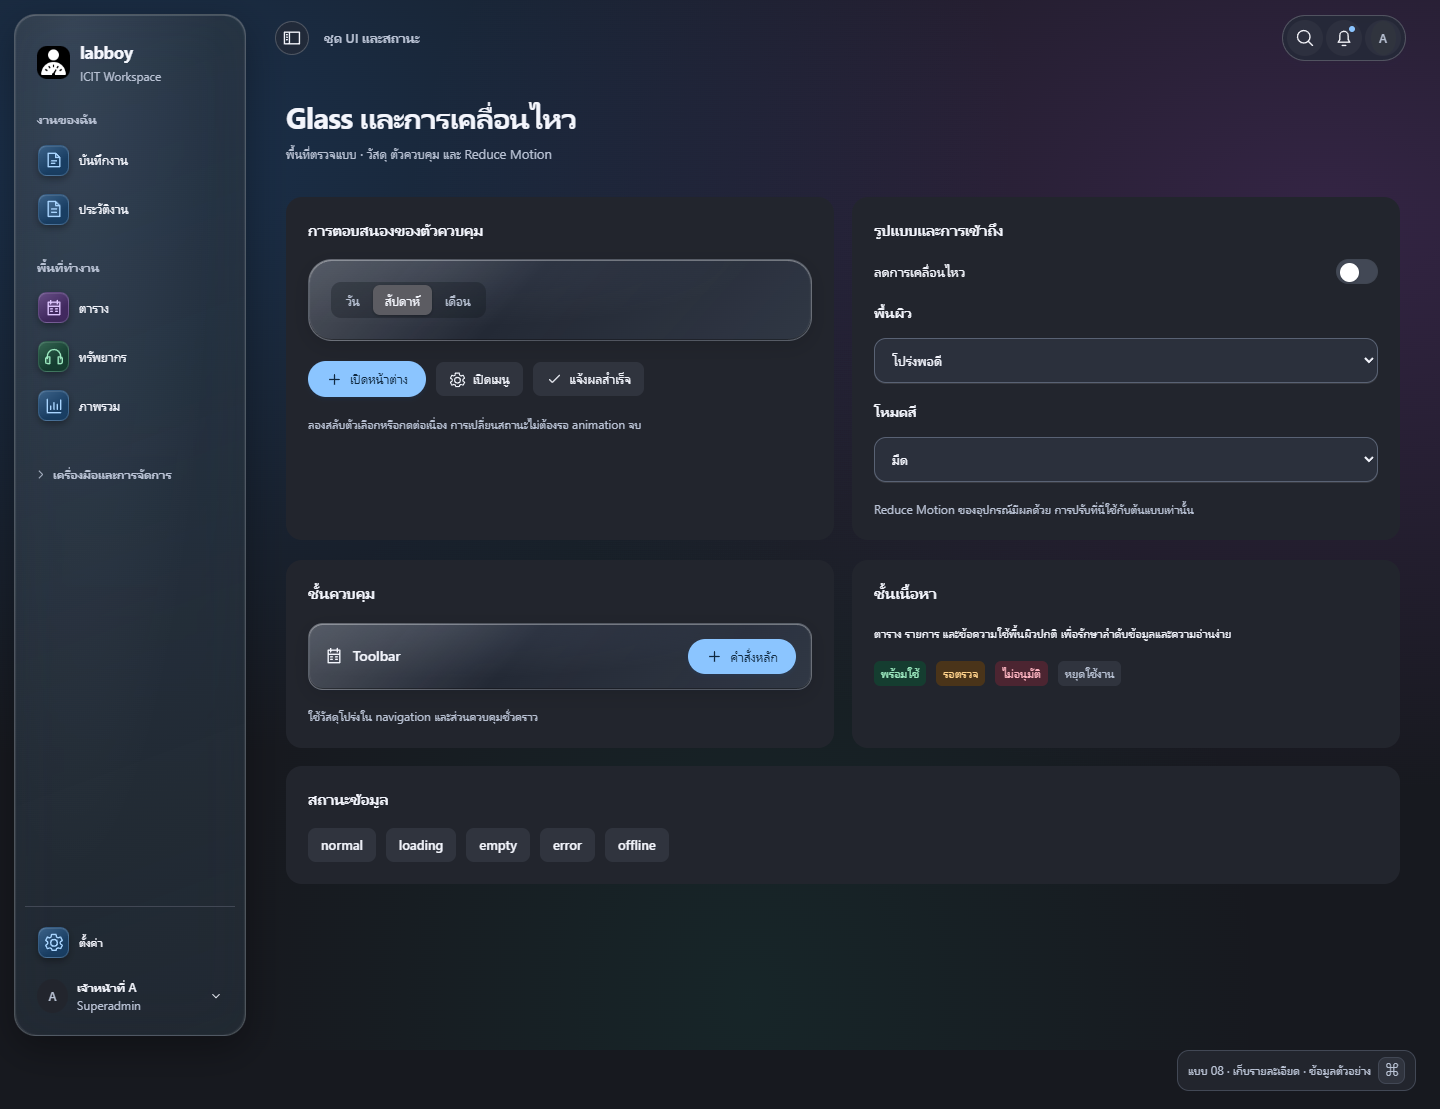 labboy
ICIT Workspace
งานของฉัน
บันทึกงาน
ประวัติงาน
พื้นที่ทำงาน
ตาราง
ทรัพยากร
ภาพรวม
เครื่องมือและการจัดการ
ตั้งค่า
A
เจ้าหน้าที่ A
Superadmin
ชุด UI และสถานะ
A
Glass และการเคลื่อนไหว
พื้นที่ตรวจแบบ · วัสดุ ตัวควบคุม และ Reduce Motion
การตอบสนองของตัวควบคุม
วัน สัปดาห์ เดือน
เปิดหน้าต่าง เปิดเมนู แจ้งผลสำเร็จ
ลองสลับตัวเลือกหรือกดต่อเนื่อง การเปลี่ยนสถานะไม่ต้องรอ animation จบ
รูปแบบและการเข้าถึง
ลดการเคลื่อนไหว
พื้นผิว
โปร่งพอดี
โหมดสี
มืด
Reduce Motion ของอุปกรณ์มีผลด้วย การปรับที่นี่ใช้กับต้นแบบเท่านั้น
ชั้นควบคุม
Toolbar คำสั่งหลัก
ใช้วัสดุโปร่งใน navigation และส่วนควบคุมชั่วคราว
ชั้นเนื้อหา
ตาราง รายการ และข้อความใช้พื้นผิวปกติ เพื่อรักษาลำดับข้อมูลและความอ่านง่าย
พร้อมใช้ รอตรวจ ไม่อนุมัติ หยุดใช้งาน
สถานะข้อมูล
normal loading empty error offline
แบบ 08 · เก็บรายละเอียด · ข้อมูลตัวอย่าง ⌘